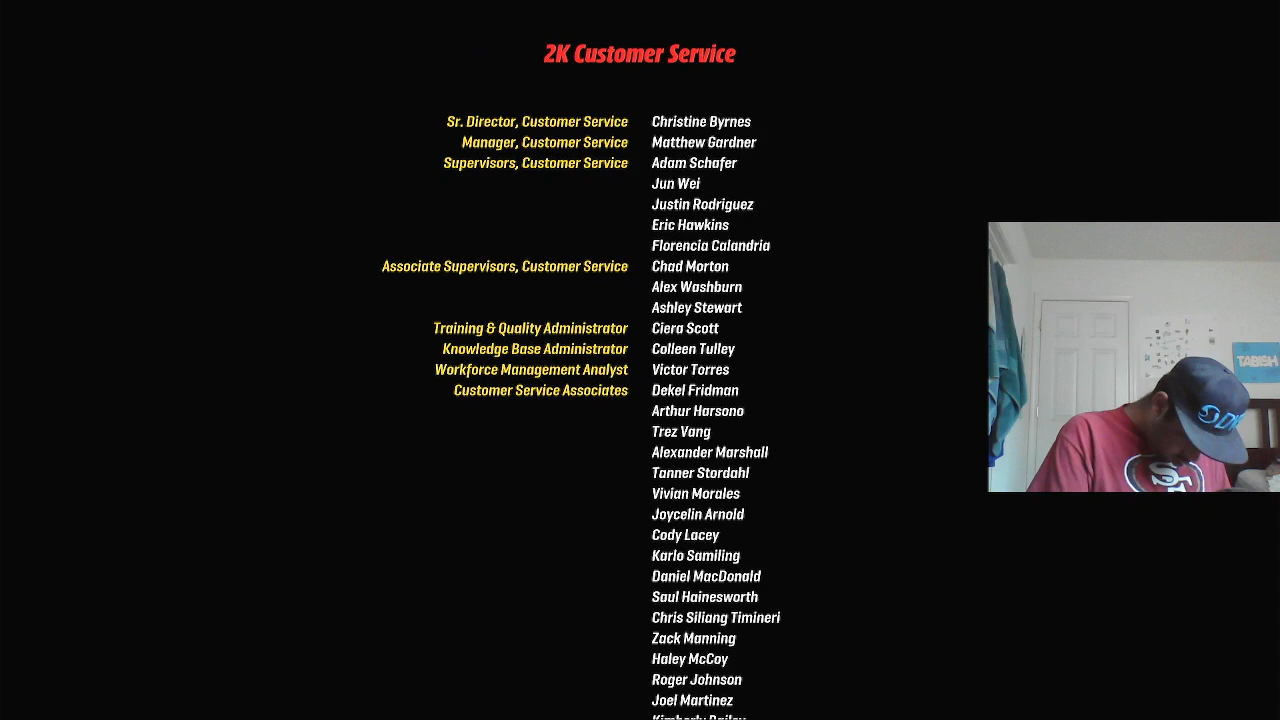 2K Customer Service
Sr. Director, Customer Service Christine Byrnes
Manager, Customer Service Matthew Gardner
Supervisors, Customer Service Adam Schafer
Jun Wei
Justin Rodriguez
Eric Hawkins
Florencia Calandria
Associate Supervisors, Customer Service Chad Morton
Alex Washburn
Ashley Stewart
Training & Quality Administrator Ciera Scott
Knowledge Base Administrator Colleen Tulley
Workforce Management Analyst Victor Torres
Customer Service Associates Dekel Fridman
Arthur Harsono
Trez Vang
Alexander Marshall
Tanner Stordahl
Vivian Morales
Joycelin Arnold
Cody Lacey
Karlo Samiling
Daniel MacDonald
Saul Hainesworth
Chris Siliang Timineri
Zack Manning
Haley McCoy
Roger Johnson
Joel Martinez
TABISH
SF